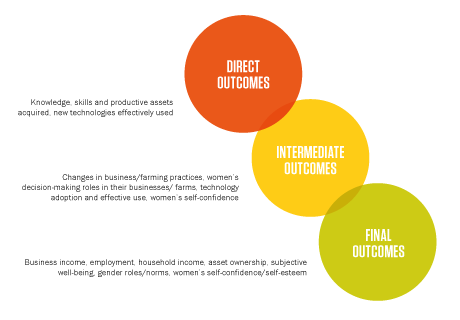 DIRECT
OUTCOMES
Knowledge, skills and productive assets
acquired, new technologies effectively used
INTERMEDIATE
OUTCOMES
Changes in business/farming practices, women's
decision-making roles in their businesses/ farms, technology
adoption and effective use, women's self-confidence
FINAL
OUTCOMES
Business income, employment, household income, asset ownership, subjective
well-being, gender roles/norms, women's self-confidence/self-esteem